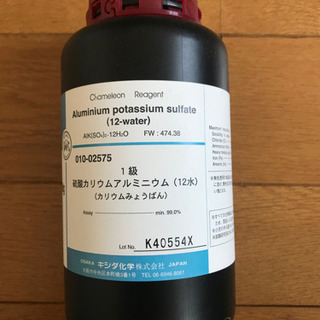 Chameleon Reagent
Aluminium potassium sulfate
(12-water)
AlK(SO₄)₂・12H₂O FW : 474.38
010-02575
1級
硫酸カリウムアルミニウム（12水）
（カリウムみょうばん）
Assay min. 99.0%
Lot No. K40554X
OSAKA キシダ化学株式会社 JAPAN